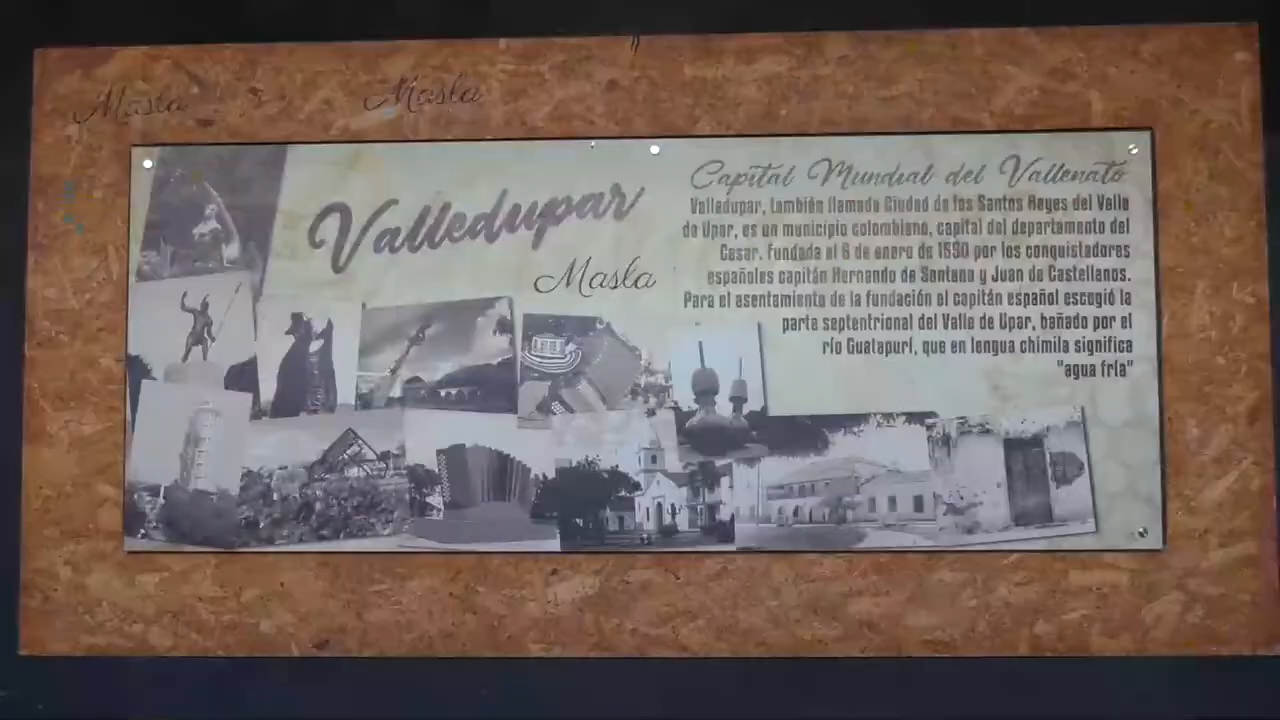 Masla
Masla
Valledupar
Masla
Capital Mundial del Vallenato
Valledupar, también llamada Ciudad de los Santos Reyes del Valle
de Upar, es un municipio colombiano, capital del departamento del
Cesar. Fundada el 6 de enero de 1550 por los conquistadores
españoles capitán Hernando de Santana y Juan de Castellanos.
Para el asentamiento de la fundación el capitán español escogió la
parte septentrional del Valle de Upar, bañado por el
río Guatapurí, que en lengua chimila significa
"agua fría"